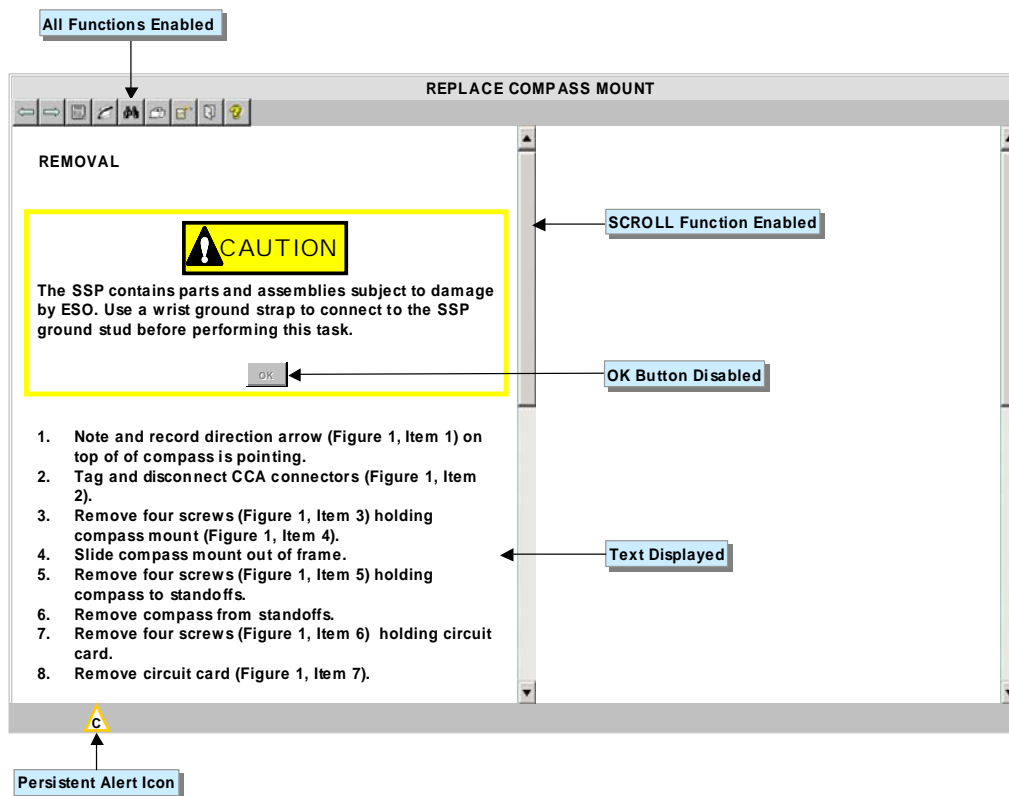 All Functions Enabled
REPLACE COMPASS MOUNT
REMOVAL
CAUTION
The SSP contains parts and assemblies subject to damage
by ESO. Use a wrist ground strap to connect to the SSP
ground stud before performing this task.
OK
SCROLL Function Enabled
OK Button Disabled
1. Note and record direction arrow (Figure 1, Item 1) on
top of of compass is pointing.
2. Tag and disconnect CCA connectors (Figure 1, Item
2).
3. Remove four screws (Figure 1, Item 3) holding
compass mount (Figure 1, Item 4).
4. Slide compass mount out of frame.
5. Remove four screws (Figure 1, Item 5) holding
compass to standoffs.
6. Remove compass from standoffs.
7. Remove four screws (Figure 1, Item 6) holding circuit
card.
8. Remove circuit card (Figure 1, Item 7).
Text Displayed
C
Persistent Alert Icon